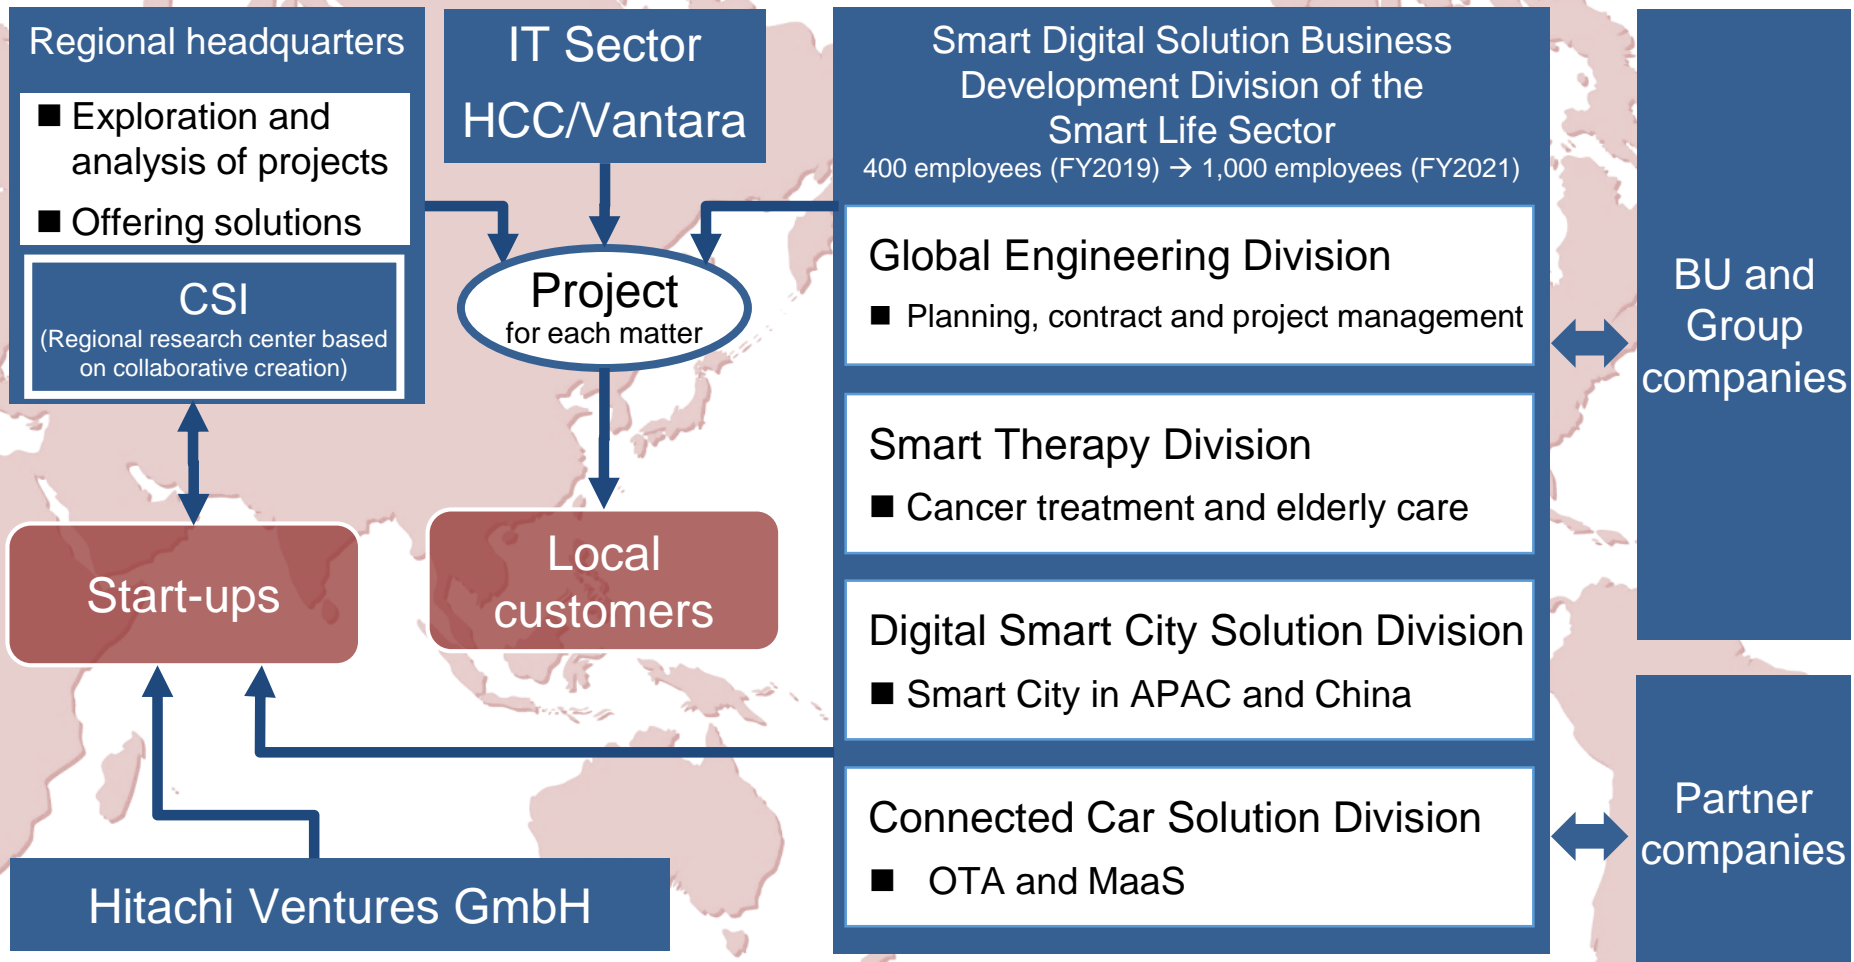 Regional headquarters
■ Exploration and
analysis of projects
■ Offering solutions
CSI
(Regional research center based
on collaborative creation)
IT Sector
HCC/Vantara
Project
for each matter
Start-ups
Local
customers
Hitachi Ventures GmbH
Smart Digital Solution Business
Development Division of the
Smart Life Sector
400 employees (FY2019) → 1,000 employees (FY2021)
Global Engineering Division
■ Planning, contract and project management
Smart Therapy Division
■ Cancer treatment and elderly care
Digital Smart City Solution Division
■ Smart City in APAC and China
Connected Car Solution Division
■ OTA and MaaS
BU and
Group
companies
Partner
companies